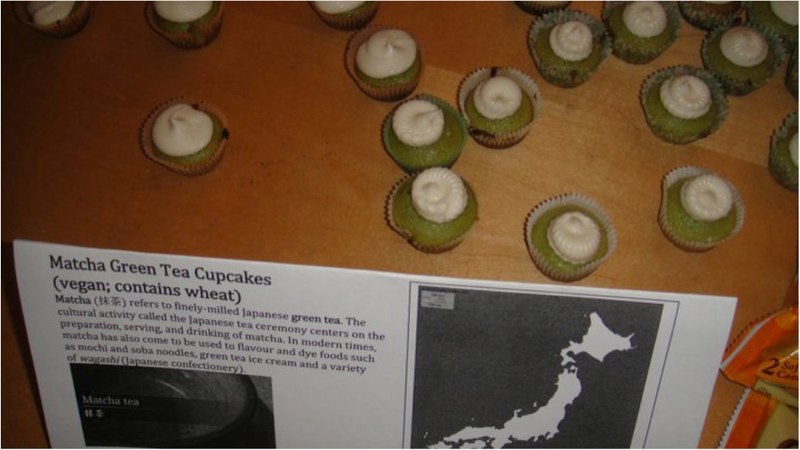 Matcha Green Tea Cupcakes
(vegan; contains wheat)
Matcha (抹茶) refers to finely-milled Japanese green tea. The
cultural activity called the Japanese tea ceremony centers on the
preparation, serving, and drinking of matcha. In modern times,
matcha has also come to be used to flavour and dye foods such
as mochi and soba noodles, green tea ice cream and a variety
of wagashi (Japanese confectionery).
Matcha tea
抹茶
2